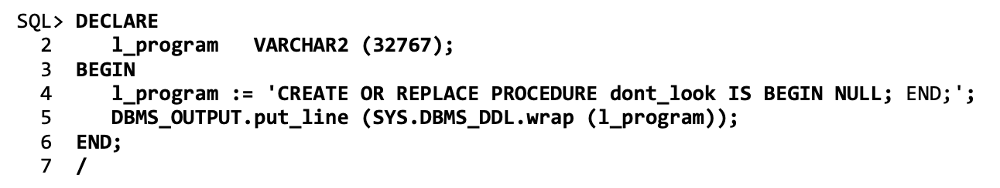 SQL> DECLARE
  2     l_program   VARCHAR2 (32767);
  3  BEGIN
  4     l_program := 'CREATE OR REPLACE PROCEDURE dont_look IS BEGIN NULL; END;';
  5     DBMS_OUTPUT.put_line (SYS.DBMS_DDL.wrap (l_program));
  6  END;
  7  /